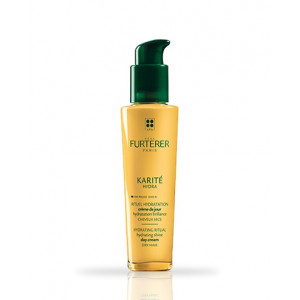 RENE
FURTERER
PARIS
KARITÉ
HYDRA
RITUEL HYDRATATION
crème de jour
hydratation brillance
CHEVEUX SECS
HYDRATING RITUAL
hydrating shine
day cream
DRY HAIR